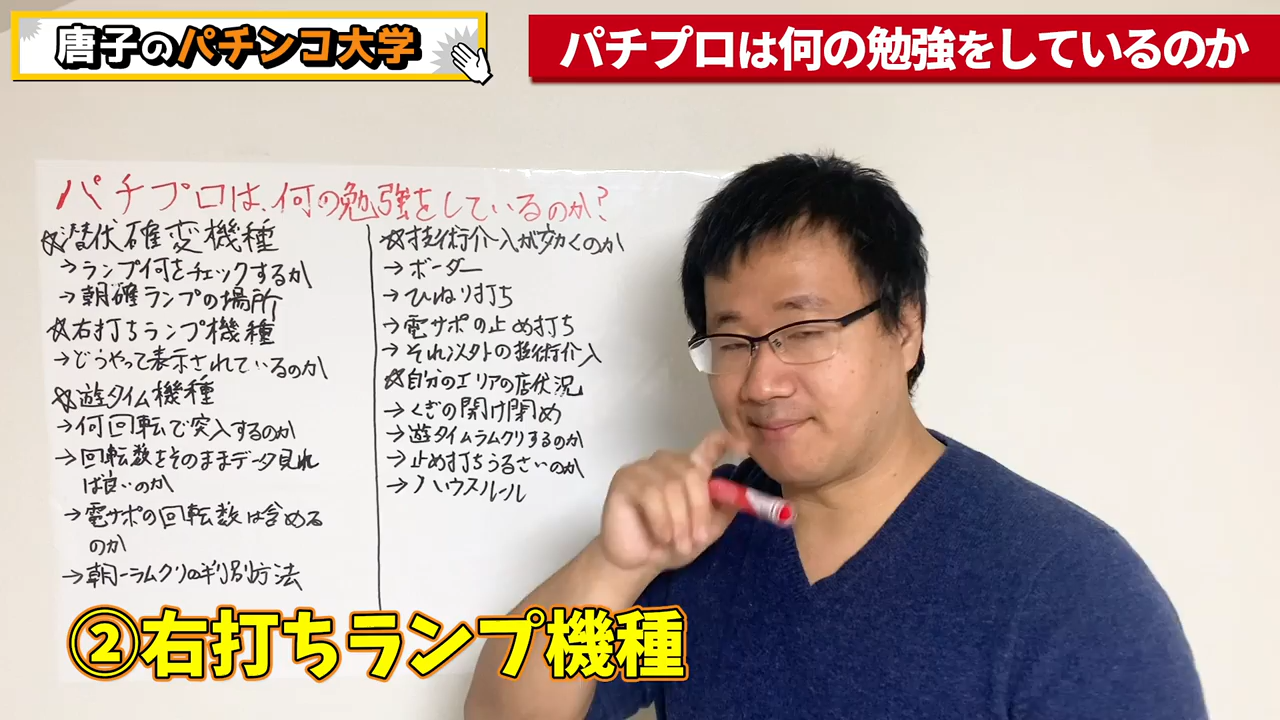 唐子のパチンコ大学
パチプロは何の勉強をしているのか
パチプロは、何の勉強をしているのか?
☆潜伏確変機種
→ランプ何をチェックするか
→朝確ランプの場所
☆右打ちランプ機種
→どうやって表示されているのか
☆遊タイム機種
→何回転で突入するのか
→回転数をそのままデータ見れ
ば良いのか
→電サポの回転数は含める
のか
→朝一ラムクリの判別方法
☆技術介入が効くのか
→ボーダー
→ひねり打ち
→電サポの止め打ち
→それ以外の技術介入
☆自分のエリアの店状況
→くぎの開け閉め
→遊タイムラムクリするのか
→止め打ちうるさいのか
→ハウスルール
②右打ちランプ機種